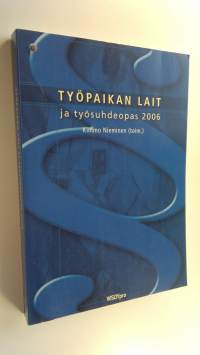 TYÖPAIKAN LAIT
ja työsuhdeopas 2006
Kimmo Nieminen (toim.)
WSOYpro